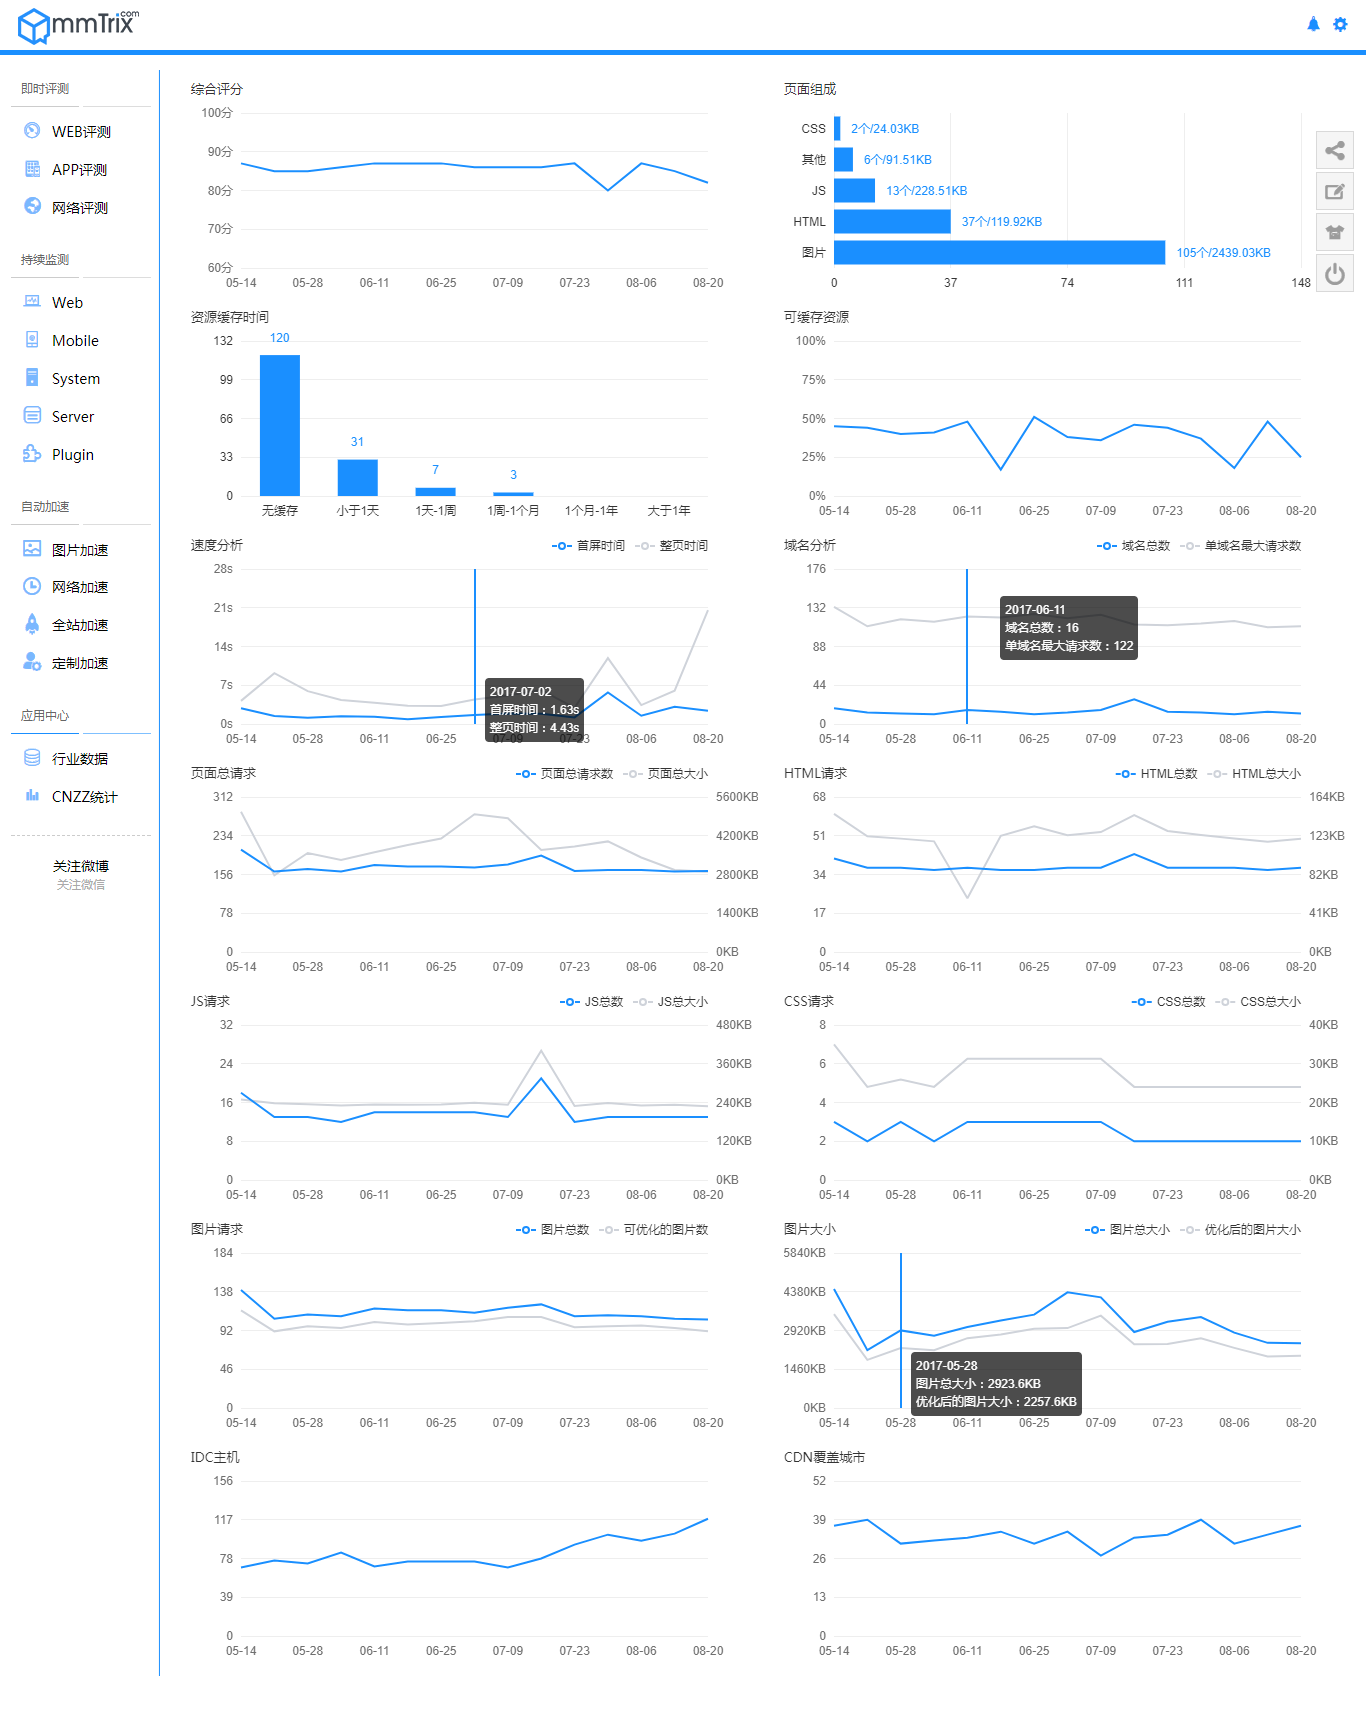 mmTrix.com
即时评测
WEB评测
APP评测
网络评测
持续监测
Web
Mobile
System
Server
Plugin
自动加速
图片加速
网络加速
全站加速
定制加速
应用中心
行业数据
CNZZ统计
关注微博
关注微信
综合评分
100分
90分
80分
70分
60分
05-14 05-28 06-11 06-25 07-09 07-23 08-06 08-20
页面组成
CSS 2个/24.03KB
其他 6个/91.51KB
JS 13个/228.51KB
HTML 37个/119.92KB
图片 105个/2439.03KB
0 37 74 111 148
资源缓存时间
132
99
66
33
0
120 31 7 3
无缓存 小于1天 1天-1周 1周-1个月 1个月-1年 大于1年
可缓存资源
100%
75%
50%
25%
0%
05-14 05-28 06-11 06-25 07-09 07-23 08-06 08-20
速度分析 首屏时间 整页时间
28s
21s
14s
7s
0s
2017-07-02
首屏时间：1.63s
整页时间：4.43s
05-14 05-28 06-11 06-25 07-09 07-23 08-06 08-20
域名分析 域名总数 单域名最大请求数
176
132
88
44
0
2017-06-11
域名总数：16
单域名最大请求数：122
05-14 05-28 06-11 06-25 07-09 07-23 08-06 08-20
页面总请求 页面总请求数 页面总大小
312 5600KB
234 4200KB
156 2800KB
78 1400KB
0 0KB
05-14 05-28 06-11 06-25 07-09 07-23 08-06 08-20
HTML请求 HTML总数 HTML总大小
68 164KB
51 123KB
34 82KB
17 41KB
0 0KB
05-14 05-28 06-11 06-25 07-09 07-23 08-06 08-20
JS请求 JS总数 JS总大小
32 480KB
24 360KB
16 240KB
8 120KB
0 0KB
05-14 05-28 06-11 06-25 07-09 07-23 08-06 08-20
CSS请求 CSS总数 CSS总大小
8 40KB
6 30KB
4 20KB
2 10KB
0 0KB
05-14 05-28 06-11 06-25 07-09 07-23 08-06 08-20
图片请求 图片总数 可优化的图片数
184
138
92
46
0
05-14 05-28 06-11 06-25 07-09 07-23 08-06 08-20
图片大小 图片总大小 优化后的图片大小
5840KB
4380KB
2920KB
1460KB
0KB
2017-05-28
图片总大小：2923.6KB
优化后的图片大小：2257.6KB
05-14 05-28 06-11 06-25 07-09 07-23 08-06 08-20
IDC主机
156
117
78
39
0
05-14 05-28 06-11 06-25 07-09 07-23 08-06 08-20
CDN覆盖城市
52
39
26
13
0
05-14 05-28 06-11 06-25 07-09 07-23 08-06 08-20